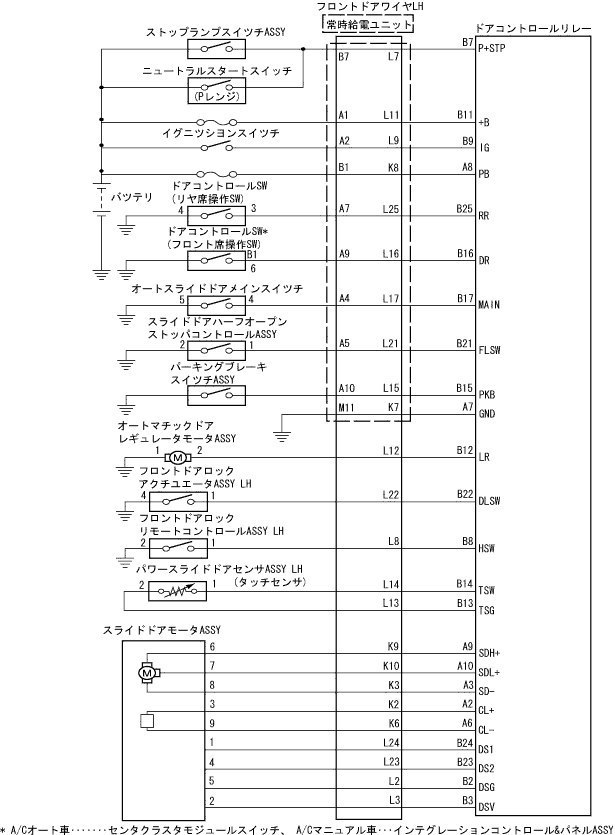 フロントドアワイヤLH
常時給電ユニット
ドアコントロールリレー
ストップランプスイツチASSY
B7 L7 B7 P+STP
ニュートラルスタートスイッチ
(Pレンジ)
A1 L11 B11 +B
イグニツシヨンスイツチ
A2 L9 B9 IG
B1 K8 A8 PB
バツテリ
ドアコントロールSW
(リヤ席操作SW)
4 3 A7 L25 B25 RR
ドアコントロールSW*
(フロント席操作SW)
B1
6
A9 L16 B16 DR
オートスライドドアメインスイツチ
5 4 A4 L17 B17 MAIN
スライドドアハーフオープン
ストッパコントロールASSY
2 1 A5 L21 B21 FLSW
パーキングブレーキ
スイツチASSY
A10 L15 B15 PKB
M11 K7 A7 GND
オートマチックドア
レギュレータモータASSY
1 2 M L12 B12 LR
フロントドアロック
アクチユエータASSY LH
4 1 L22 B22 DLSW
フロントドアロック
リモートコントロールASSY LH
2 1 L8 B8 HSW
パワースライドドアセンサASSY LH
(タッチセンサ)
2 1 L14 B14 TSW
L13 B13 TSG
スライドドアモータASSY
6 K9 A9 SDH+
M 7 K10 A10 SDL+
8 K3 A3 SD-
3 K2 A2 CL+
9 K6 A6 CL-
1 L24 B24 DS1
4 L23 B23 DS2
5 L2 B2 DSG
2 L3 B3 DSV
* A/Cオート車‥‥‥‥センタクラスタモジュールスイッチ、 A/Cマニュアル車‥‥インテグレーションコントロール&パネルASSY